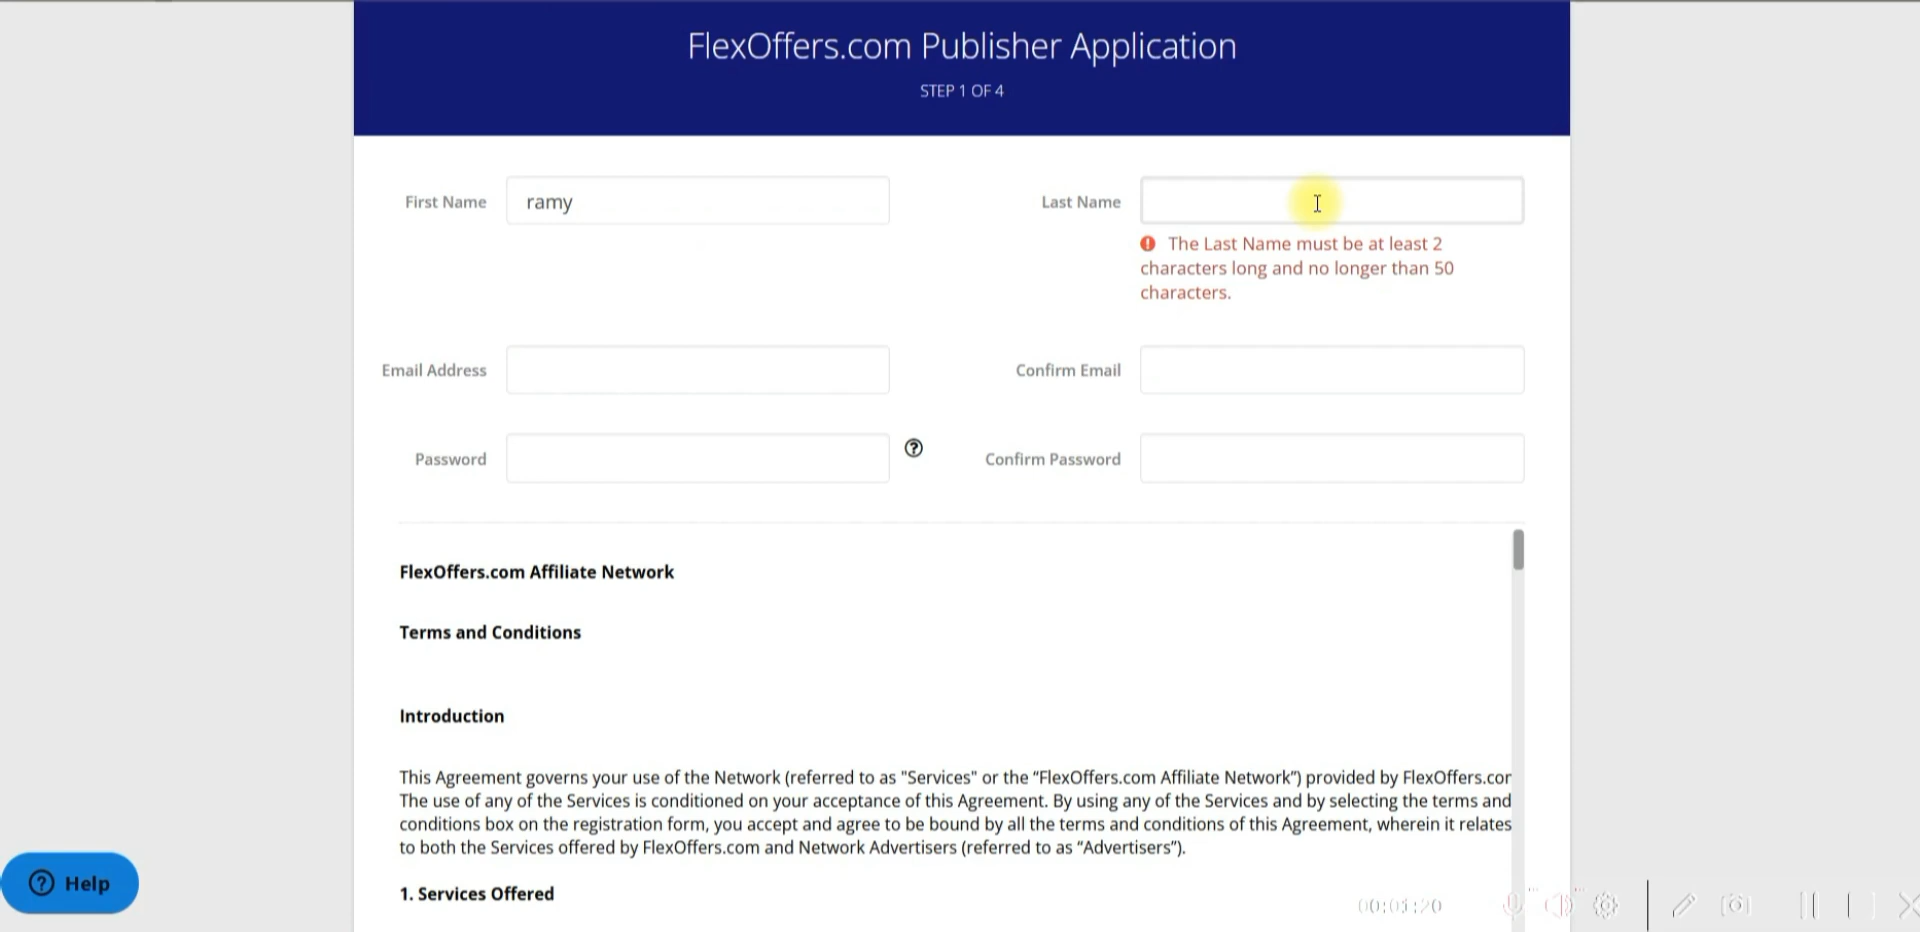 FlexOffers.com Publisher Application
STEP 1 OF 4
First Name
ramy
Last Name
The Last Name must be at least 2
characters long and no longer than 50
characters.
Email Address
Confirm Email
Password
Confirm Password
FlexOffers.com Affiliate Network
Terms and Conditions
Introduction
This Agreement governs your use of the Network (referred to as "Services" or the “FlexOffers.com Affiliate Network”) provided by FlexOffers.cor
The use of any of the Services is conditioned on your acceptance of this Agreement. By using any of the Services and by selecting the terms and
conditions box on the registration form, you accept and agree to be bound by all the terms and conditions of this Agreement, wherein it relates
to both the Services offered by FlexOffers.com and Network Advertisers (referred to as “Advertisers”).
1. Services Offered
Help